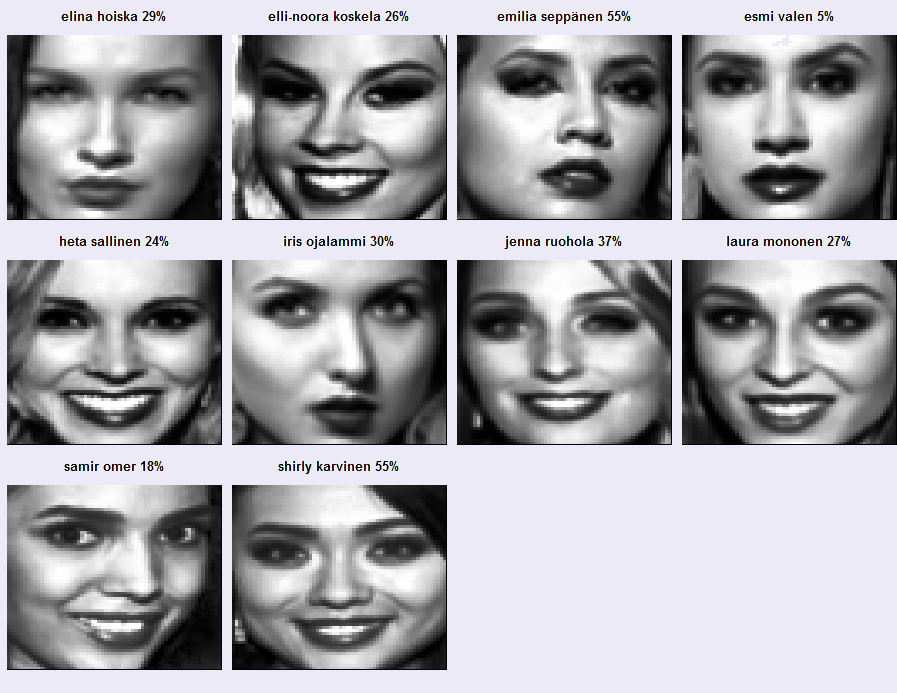 elina hoiska 29%
elli-noora koskela 26%
emilia seppänen 55%
esmi valen 5%
heta sallinen 24%
iris ojalammi 30%
jenna ruohola 37%
laura mononen 27%
samir omer 18%
shirly karvinen 55%